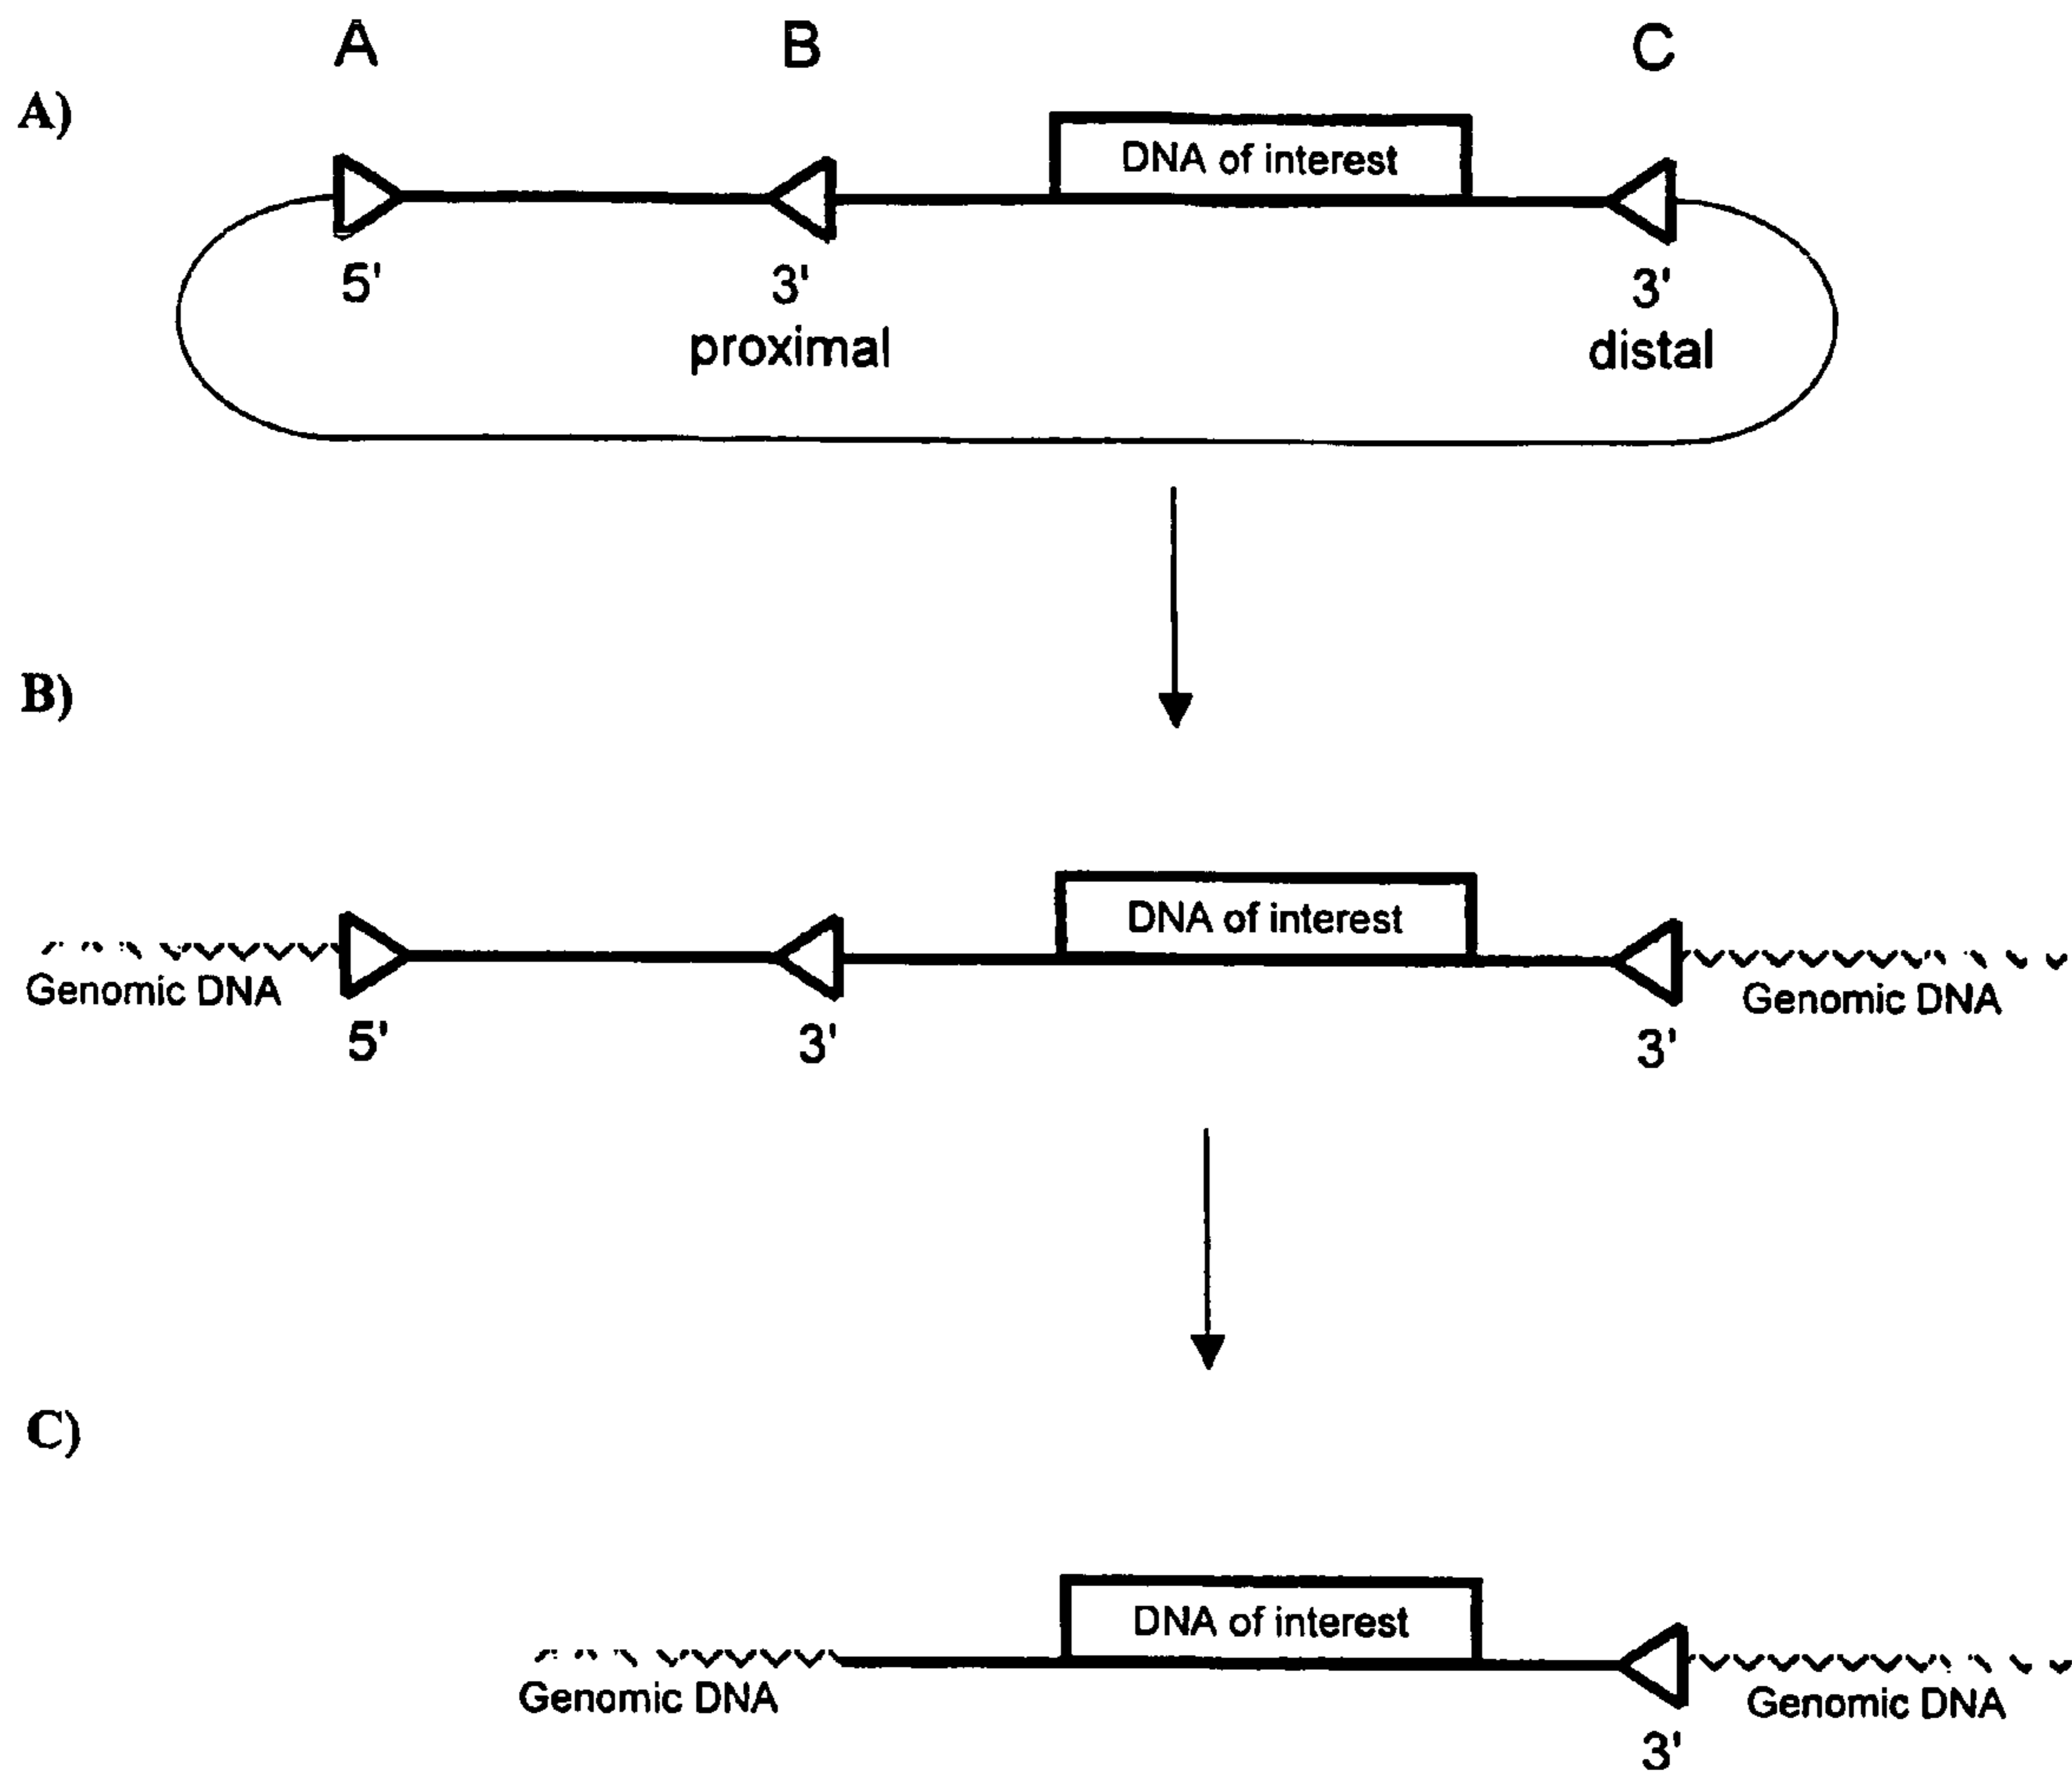 A B C
A)
DNA of interest
5' 3' 3'
proximal distal
B)
DNA of interest
Genomic DNA Genomic DNA
5' 3' 3'
C)
DNA of interest
Genomic DNA Genomic DNA
3'